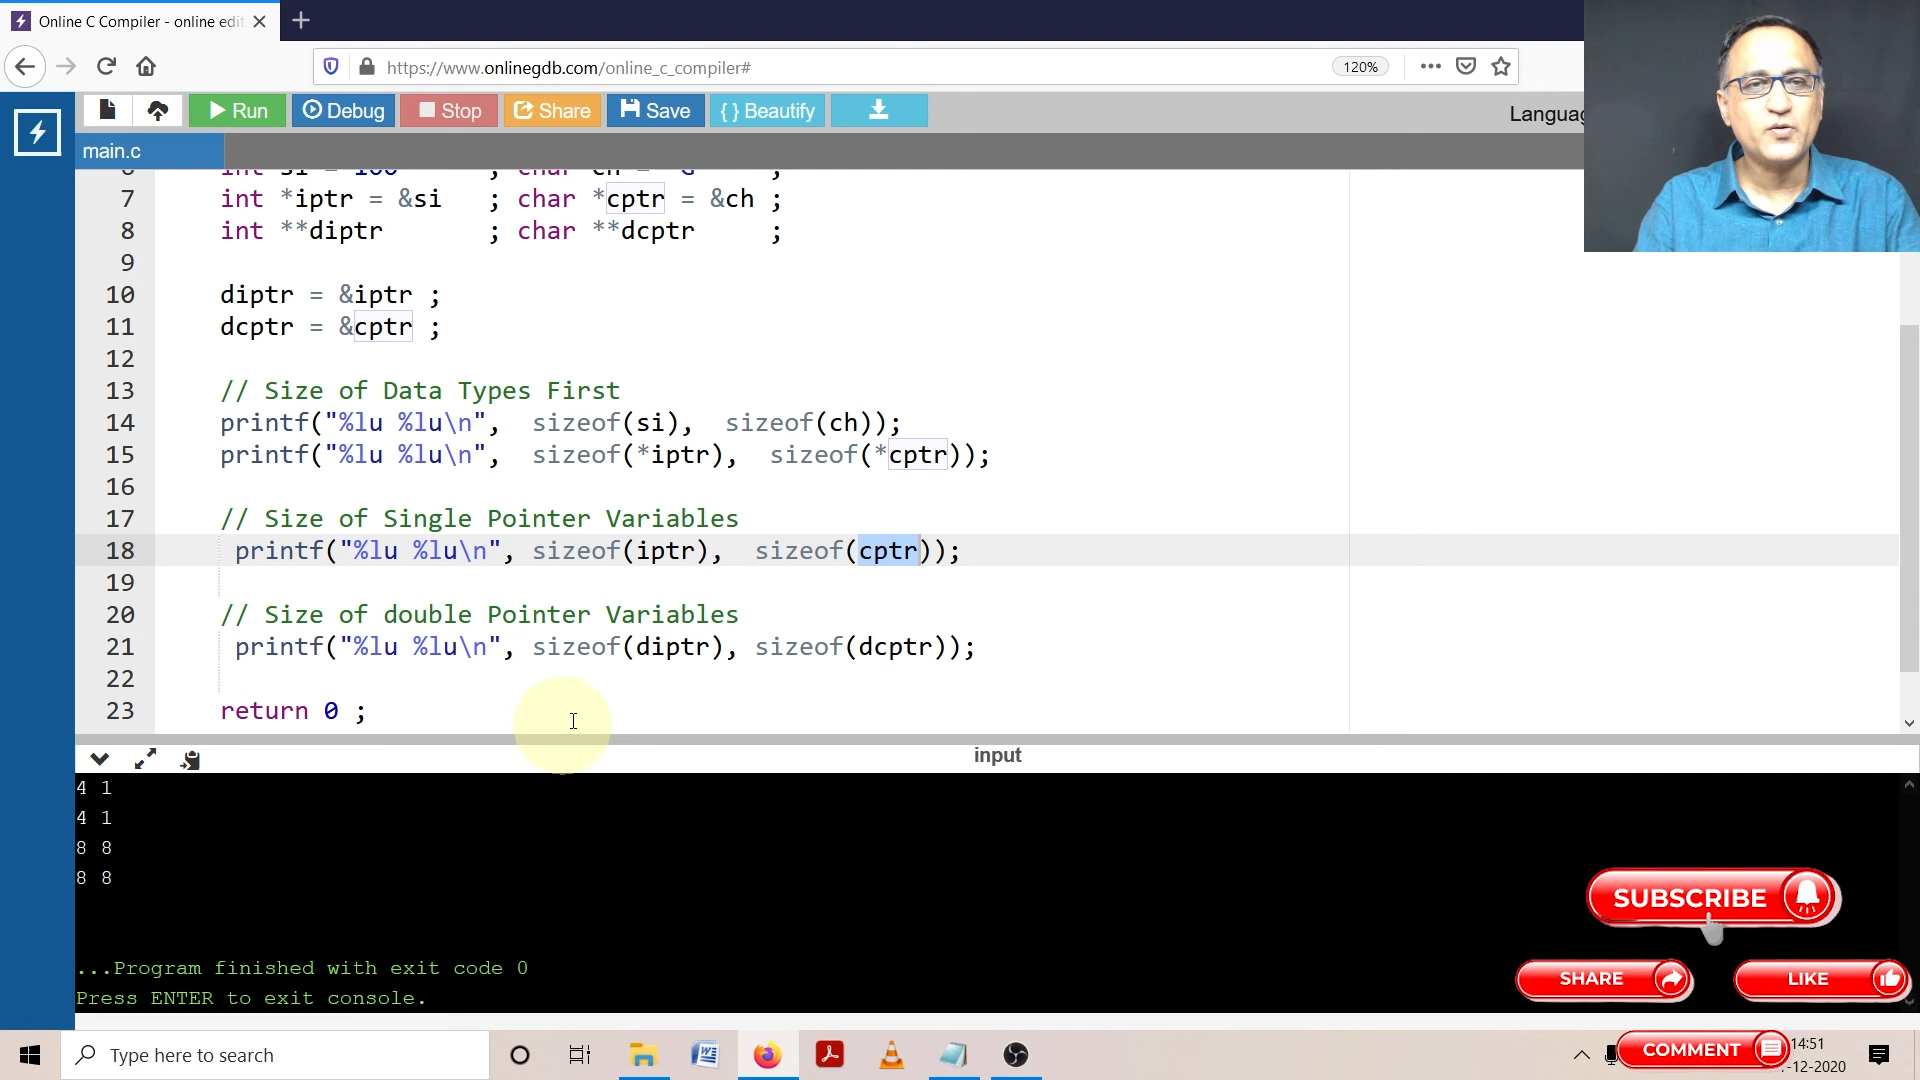 Online C Compiler - online edit
https://www.onlinegdb.com/online_c_compiler#
120%
Run
Debug
Stop
Share
Save
{ } Beautify
Languag
main.c
7 int *iptr = &si ; char *cptr = &ch ;
8 int **diptr ; char **dcptr ;
9
10 diptr = &iptr ;
11 dcptr = &cptr ;
12
13 // Size of Data Types First
14 printf("%lu %lu\n", sizeof(si), sizeof(ch));
15 printf("%lu %lu\n", sizeof(*iptr), sizeof(*cptr));
16
17 // Size of Single Pointer Variables
18 printf("%lu %lu\n", sizeof(iptr), sizeof(cptr));
19
20 // Size of double Pointer Variables
21 printf("%lu %lu\n", sizeof(diptr), sizeof(dcptr));
22
23 return 0 ;
input
4 1
4 1
8 8
8 8
...Program finished with exit code 0
Press ENTER to exit console.
SUBSCRIBE
SHARE
LIKE
COMMENT
Type here to search
14:51
-12-2020